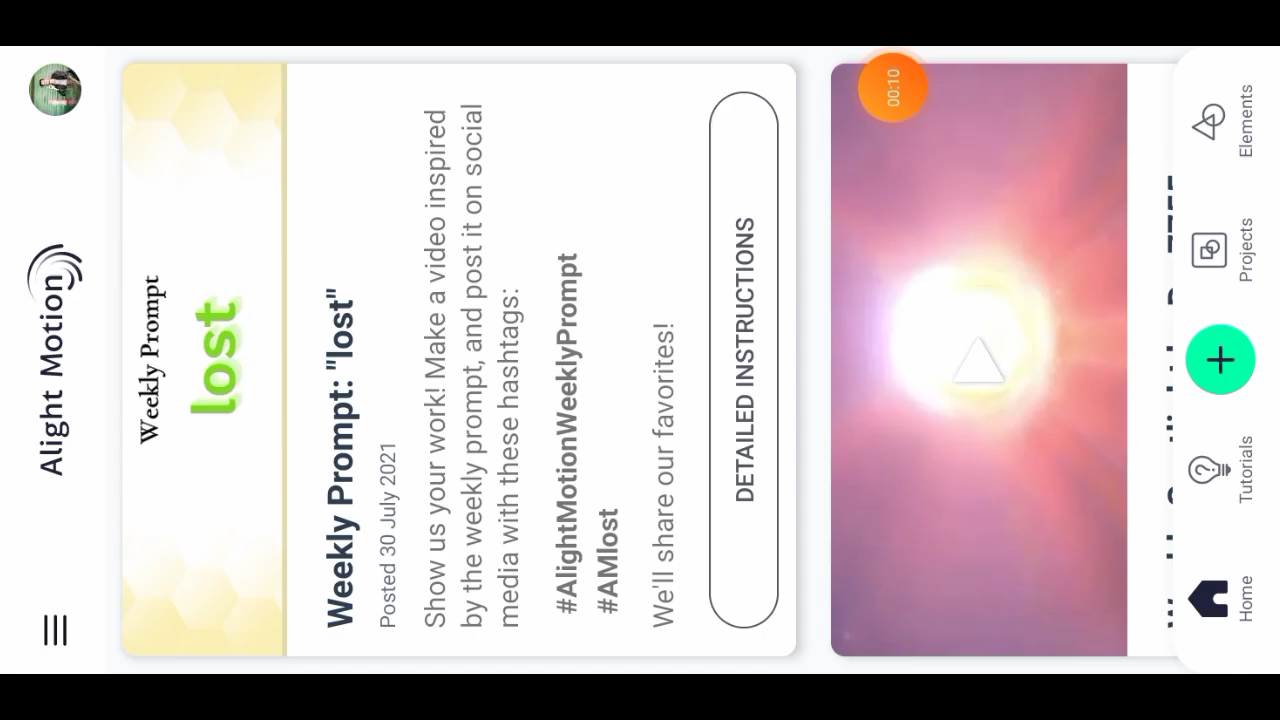 Alight Motion
Weekly Prompt
lost
Weekly Prompt: "lost"
Posted 30 July 2021
Show us your work! Make a video inspired
by the weekly prompt, and post it on social
media with these hashtags:
#AlightMotionWeeklyPrompt
#AMlost
We'll share our favorites!
DETAILED INSTRUCTIONS
00:10
Home
Tutorials
Projects
Elements